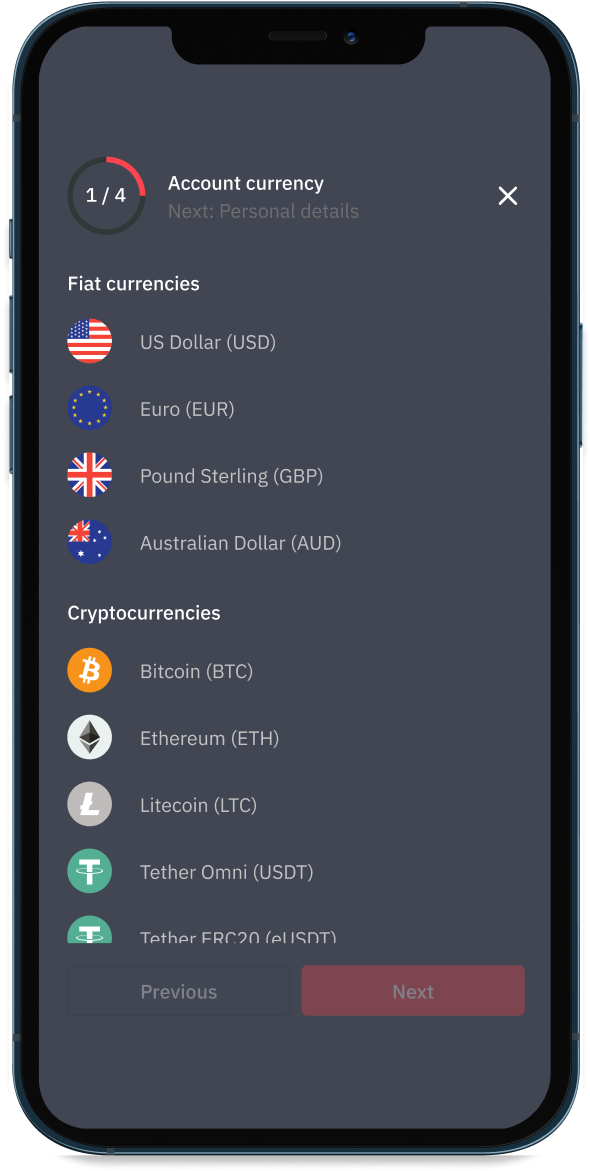 1 / 4
Account currency
Next: Personal details
Fiat currencies
US Dollar (USD)
Euro (EUR)
Pound Sterling (GBP)
Australian Dollar (AUD)
Cryptocurrencies
Bitcoin (BTC)
Ethereum (ETH)
Litecoin (LTC)
Tether Omni (USDT)
Tether ERC20 (eUSDT)
Previous
Next